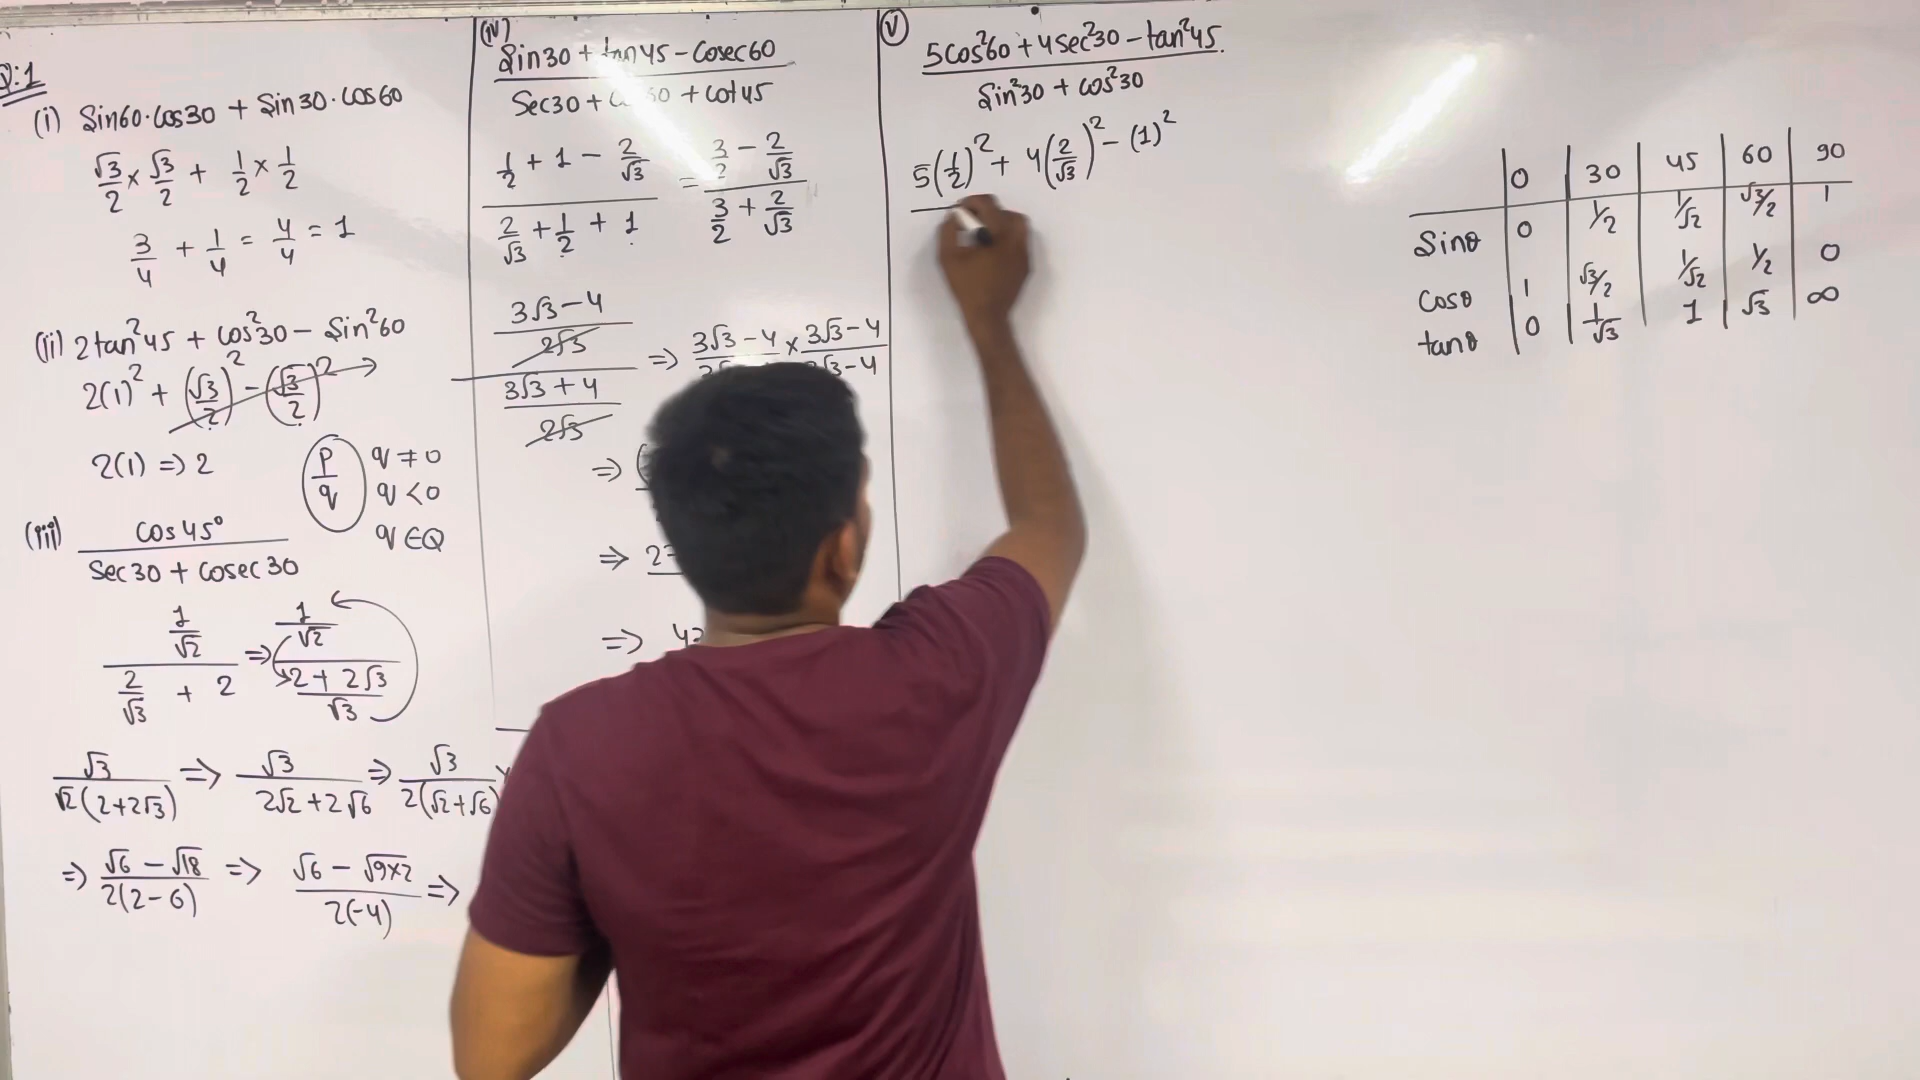 Q:1
(i) Sin60·Cos30 + Sin30·Cos60
√3/2 × √3/2 + 1/2 × 1/2
3/4 + 1/4 = 4/4 = 1
(ii) 2tan²45 + cos²30 − Sin²60
2(1)² + (√3/2)² − (√3/2)²
2(1) => 2
p/q q ≠ 0
q < 0
q ∈ Q
(iii) Cos45° / Sec30 + Cosec30
1/√2 / 2/√3 + 2 => 1/√2 / 2+2√3/√3
√3/√2(2+2√3) => √3/2√2+2√6 => √3/2(√2+√6)
=> √6−√18/2(2−6) => √6−√9×2/2(−4) =>
(iv)
Sin30 + tan45 − Cosec60
Sec30 + 60 + Cot45
1/2 + 1 − 2/√3 / 2/√3 + 1/2 + 1 = 3/2 − 2/√3 / 3/2 + 2/√3
3√3−4/2√3 / 3√3+4/2√3 => 3√3−4 × 3√3−4
√3−4
=> (
=> 2
=> 4
(V) 5Cos²60 + 4Sec²30 − tan²45
Sin²30 + Cos²30
5(1/2)² + 4(2/√3)² − (1)²
0 30 45 60 90
Sinθ 0 1/2 1/√2 √3/2 1
Cosθ 1 √3/2 1/√2 1/2 0
tanθ 0 1/√3 1 √3 ∞